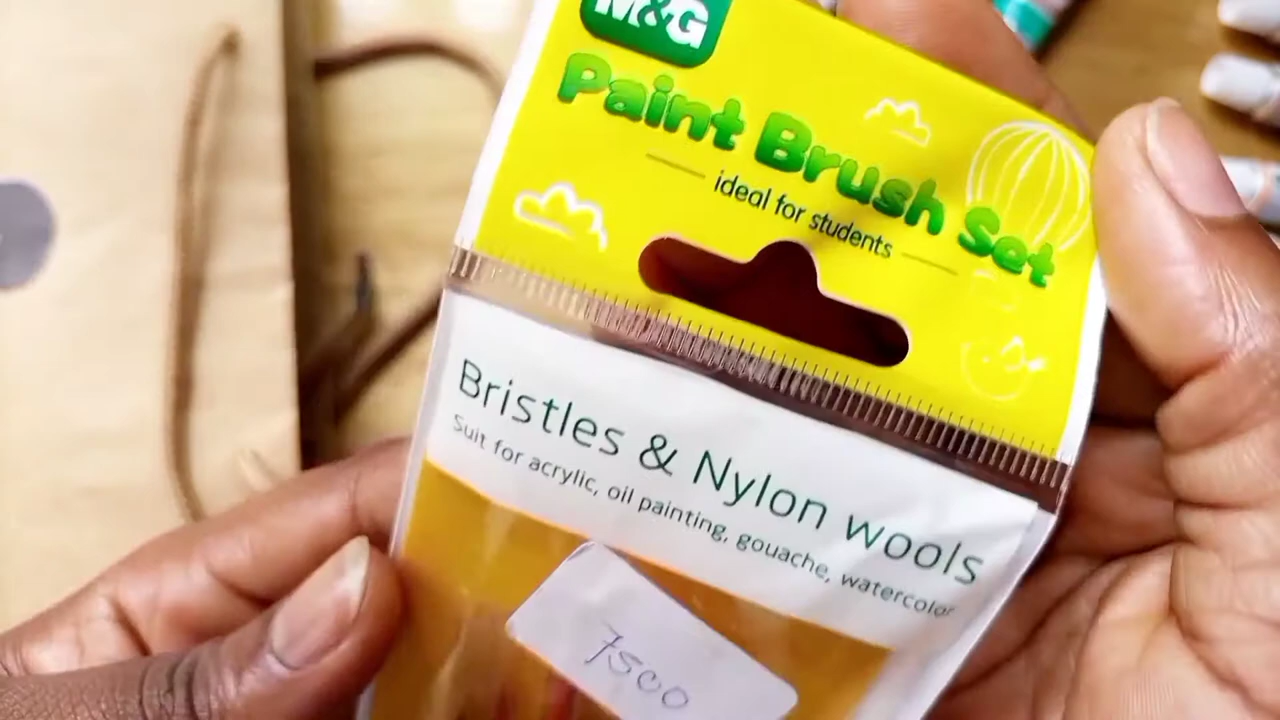 M&G
Paint Brush Set
ideal for students
Bristles & Nylon wools
Suit for acrylic, oil painting, gouache, watercolor
7500